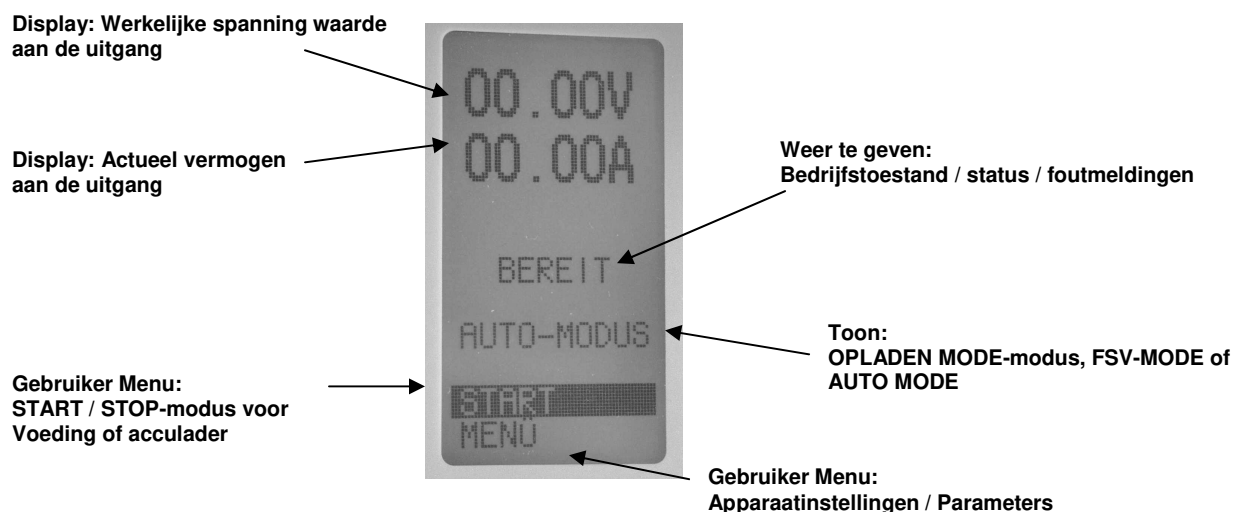 Display: Werkelijke spanning waarde
aan de uitgang
00.00V
00.00A
Display: Actueel vermogen
aan de uitgang
Weer te geven:
Bedrijfstoestand / status / foutmeldingen
BEREIT
AUTO-MODUS
Toon:
OPLADEN MODE-modus, FSV-MODE of
AUTO MODE
Gebruiker Menu:
START / STOP-modus voor
Voeding of acculader
START
MENÜ
Gebruiker Menu:
Apparaatinstellingen / Parameters